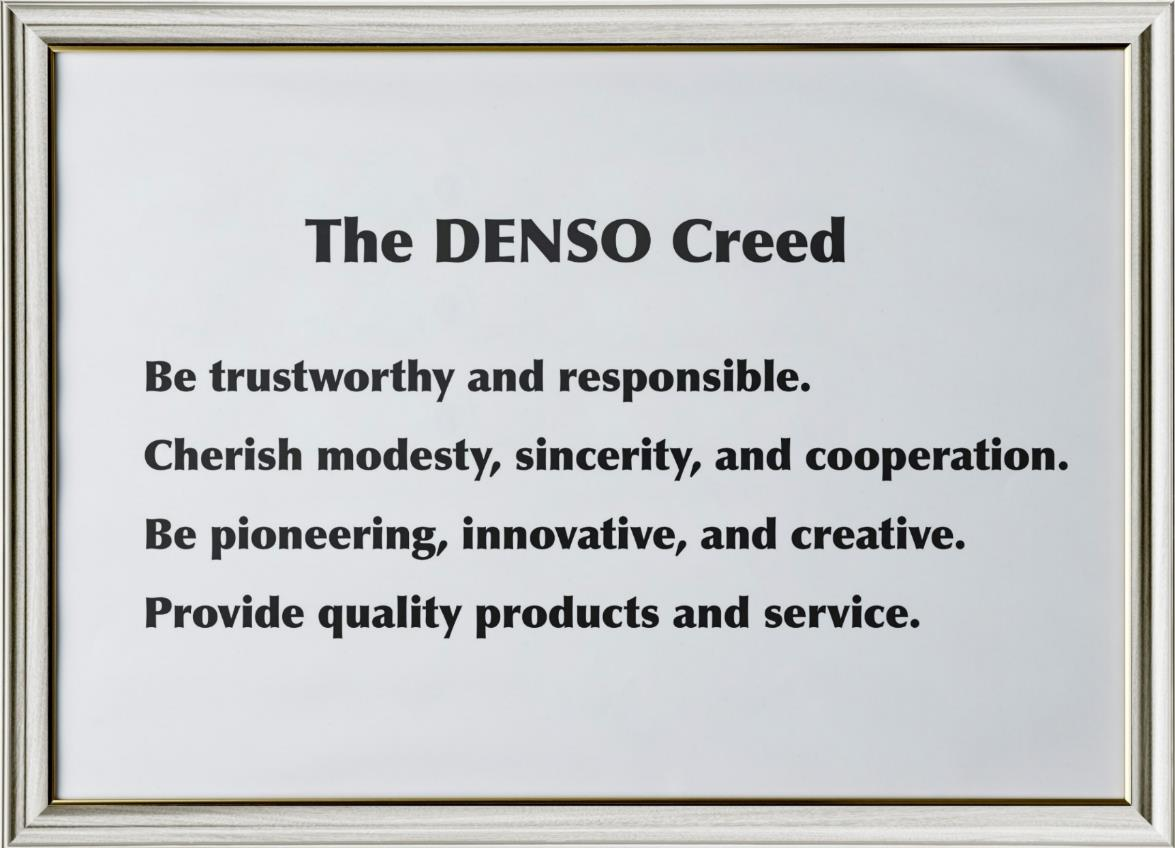 The DENSO Creed
Be trustworthy and responsible.
Cherish modesty, sincerity, and cooperation.
Be pioneering, innovative, and creative.
Provide quality products and service.